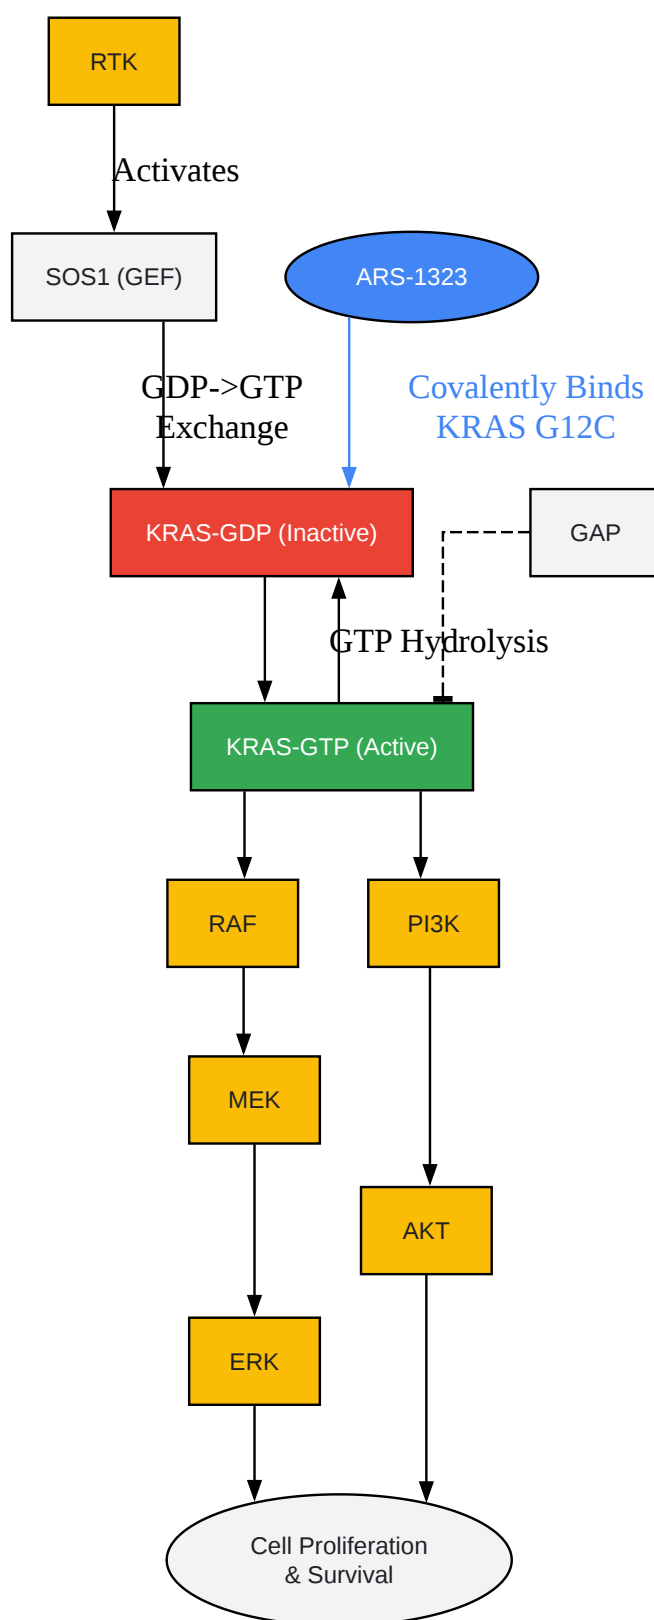 RTK
Activates
SOS1 (GEF)
ARS-1323
GDP->GTP
Exchange
Covalently Binds
KRAS G12C
KRAS-GDP (Inactive)
GAP
GTP Hydrolysis
KRAS-GTP (Active)
RAF
PI3K
MEK
AKT
ERK
Cell Proliferation
& Survival